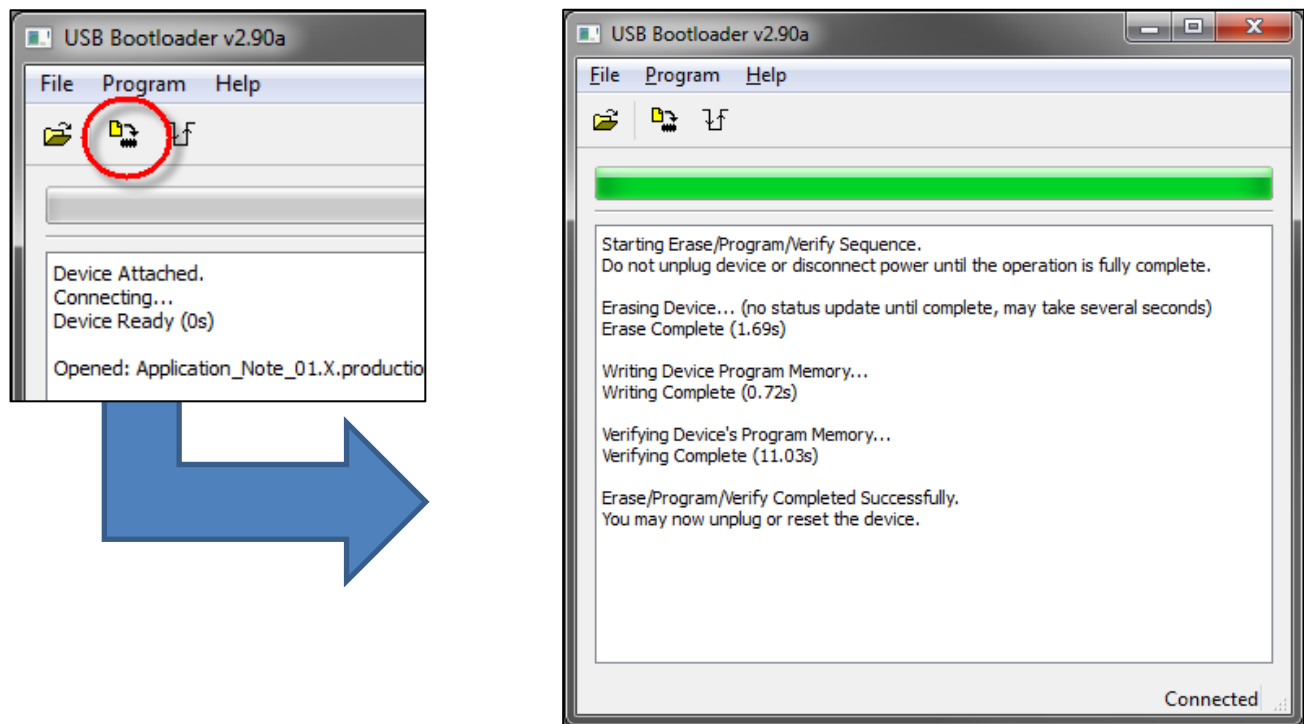 USB Bootloader v2.90a
File Program Help
Device Attached.
Connecting...
Device Ready (0s)
Opened: Application_Note_01.X.productio
USB Bootloader v2.90a
File Program Help
Starting Erase/Program/Verify Sequence.
Do not unplug device or disconnect power until the operation is fully complete.
Erasing Device... (no status update until complete, may take several seconds)
Erase Complete (1.69s)
Writing Device Program Memory...
Writing Complete (0.72s)
Verifying Device's Program Memory...
Verifying Complete (11.03s)
Erase/Program/Verify Completed Successfully.
You may now unplug or reset the device.
Connected